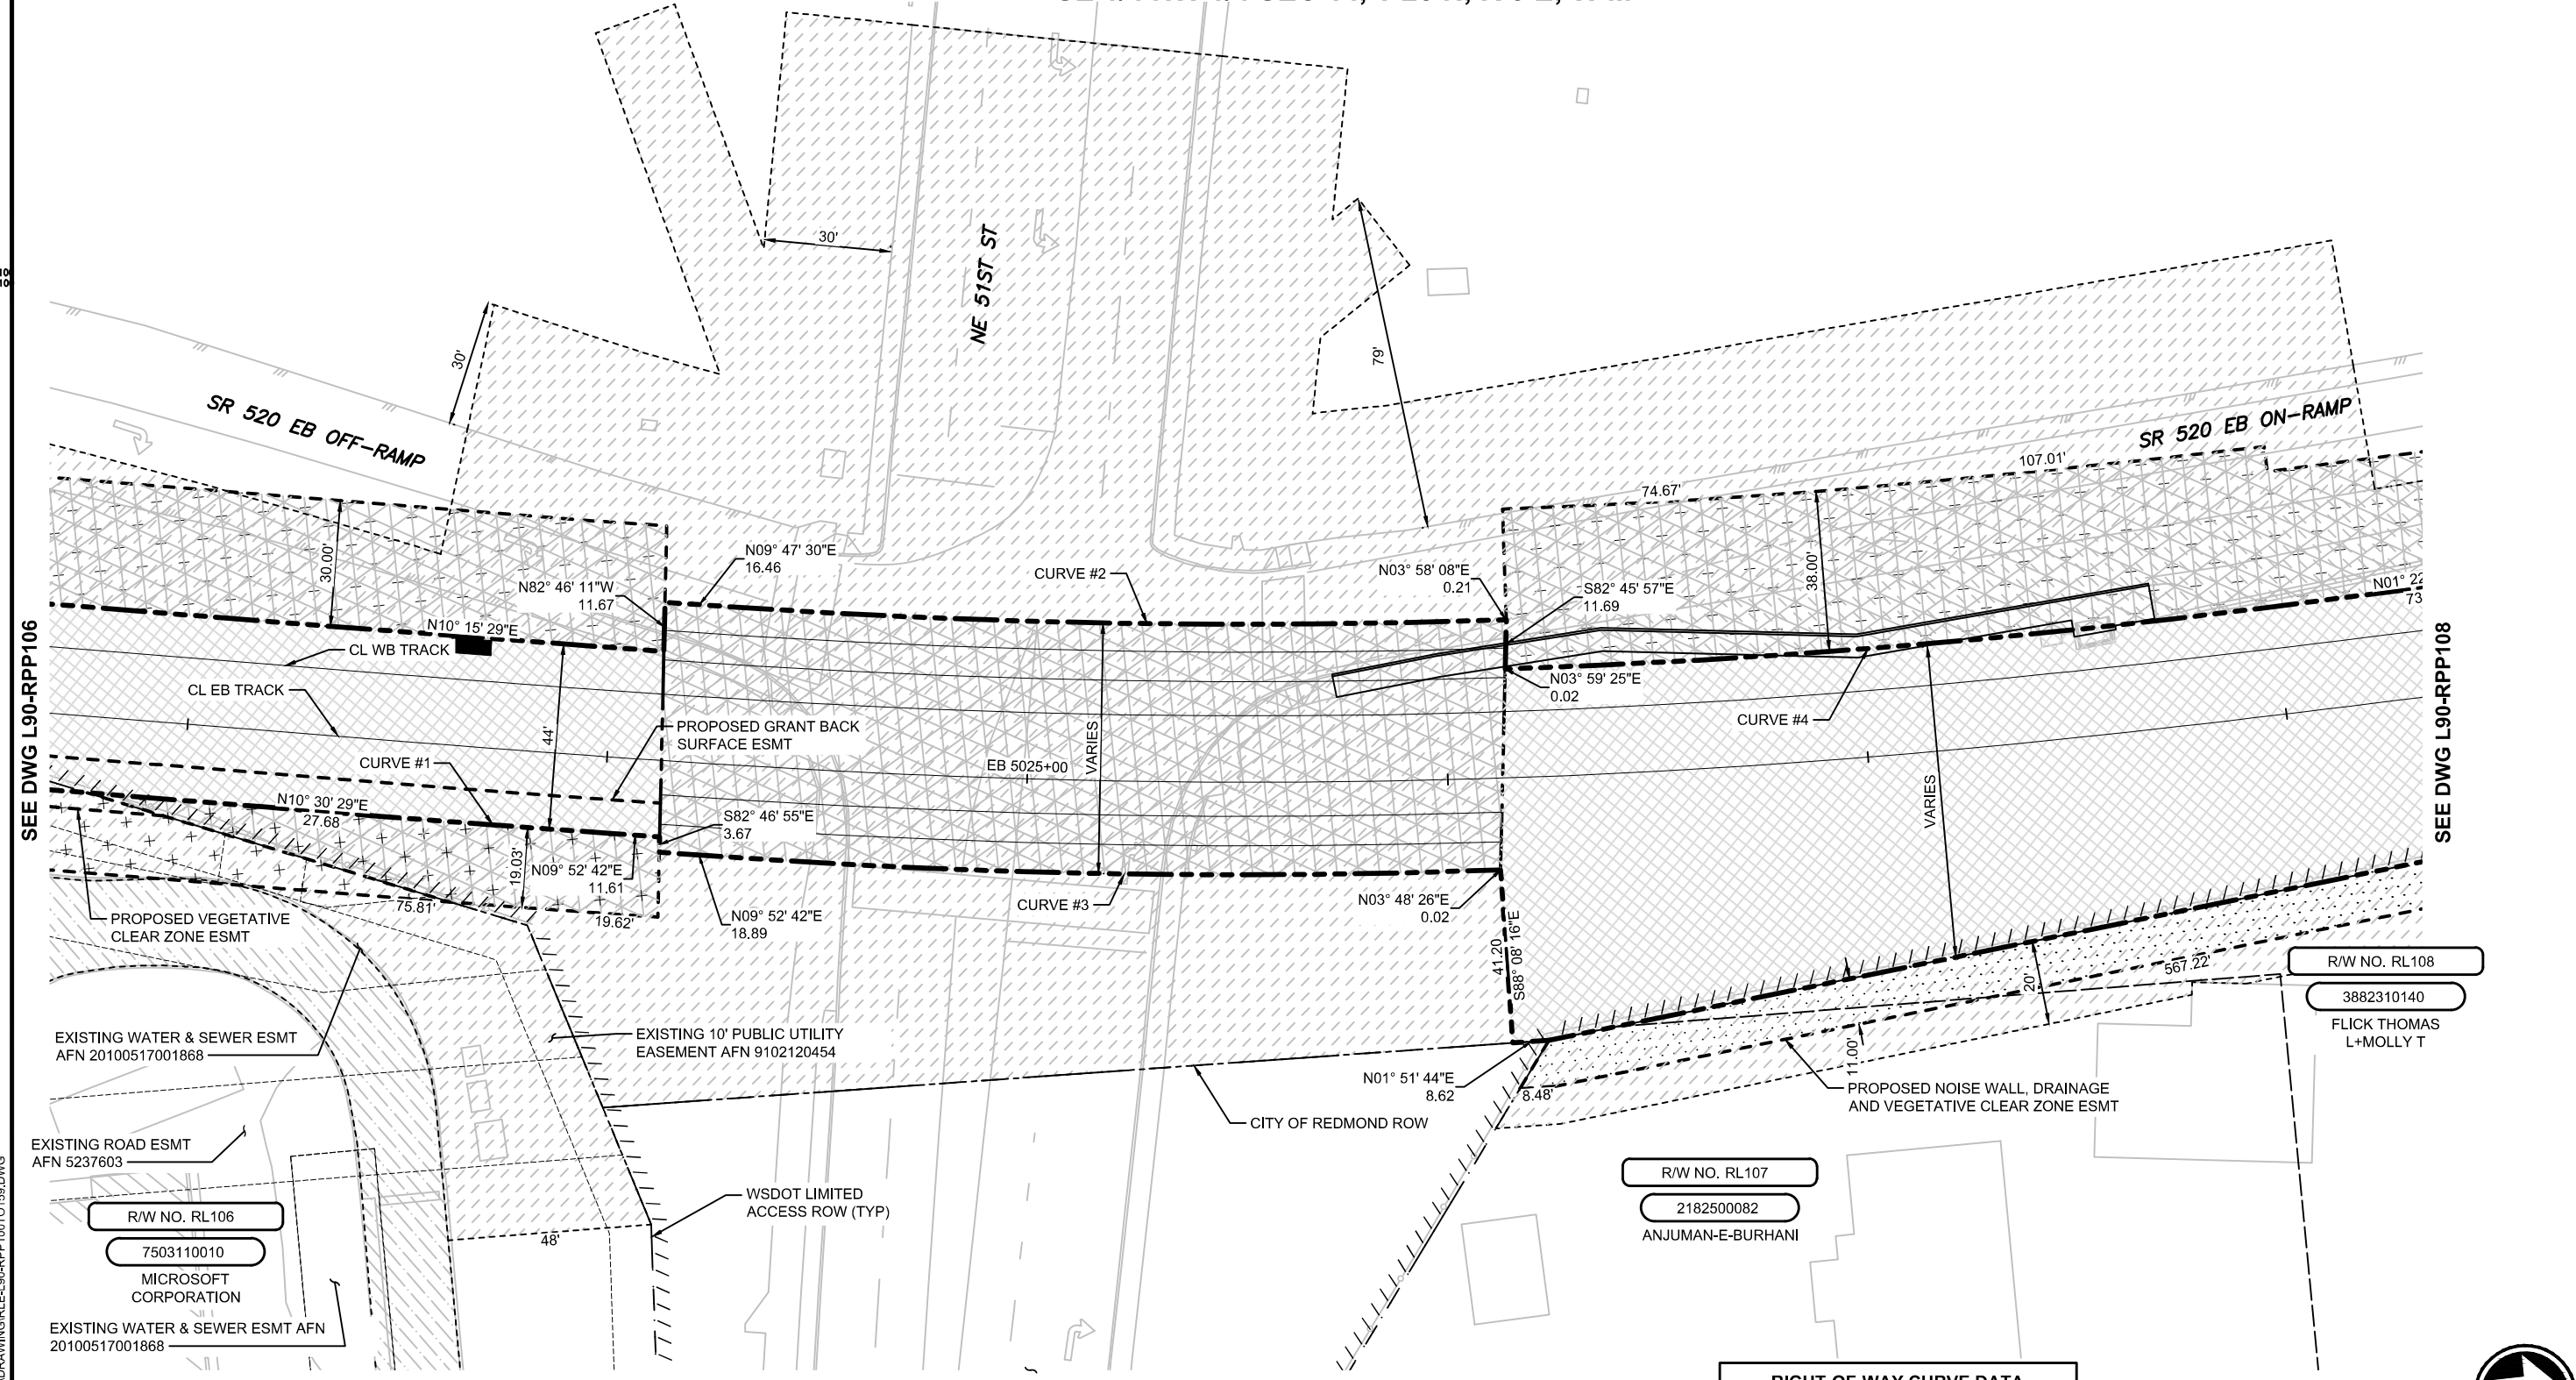 30'
NE 51ST ST
79'
30'
SR 520 EB OFF-RAMP
SR 520 EB ON-RAMP
107.01'
74.67'
30.00'
38.00'
N09° 47' 30"E
16.46
CURVE #2
N03° 58' 08"E
0.21
S82° 45' 57"E
11.69
N82° 46' 11"W
11.67
N01° 22
73
N10° 15' 29"E
CL WB TRACK
CL EB TRACK
N03° 59' 25"E
0.02
CURVE #4
44'
PROPOSED GRANT BACK
SURFACE ESMT
VARIES
EB 5025+00
CURVE #1
VARIES
SEE DWG L90-RPP106
SEE DWG L90-RPP108
N10° 30' 29"E
27.68
S82° 46' 55"E
3.67
19.03'
N09° 52' 42"E
11.61
75.81'
19.62'
N09° 52' 42"E
18.89
CURVE #3
N03° 48' 26"E
0.02
PROPOSED VEGETATIVE
CLEAR ZONE ESMT
41.20
S88° 08' 16"E
567.22'
20'
R/W NO. RL108
3882310140
FLICK THOMAS
L+MOLLY T
EXISTING WATER & SEWER ESMT
AFN 20100517001868
EXISTING 10' PUBLIC UTILITY
EASEMENT AFN 9102120454
11.00'
N01° 51' 44"E
8.62
8.48'
PROPOSED NOISE WALL, DRAINAGE
AND VEGETATIVE CLEAR ZONE ESMT
CITY OF REDMOND ROW
EXISTING ROAD ESMT
AFN 5237603
R/W NO. RL107
2182500082
ANJUMAN-E-BURHANI
WSDOT LIMITED
ACCESS ROW (TYP)
R/W NO. RL106
7503110010
MICROSOFT
CORPORATION
48'
EXISTING WATER & SEWER ESMT AFN
20100517001868
RIGHT OF WAY CURVE DATA